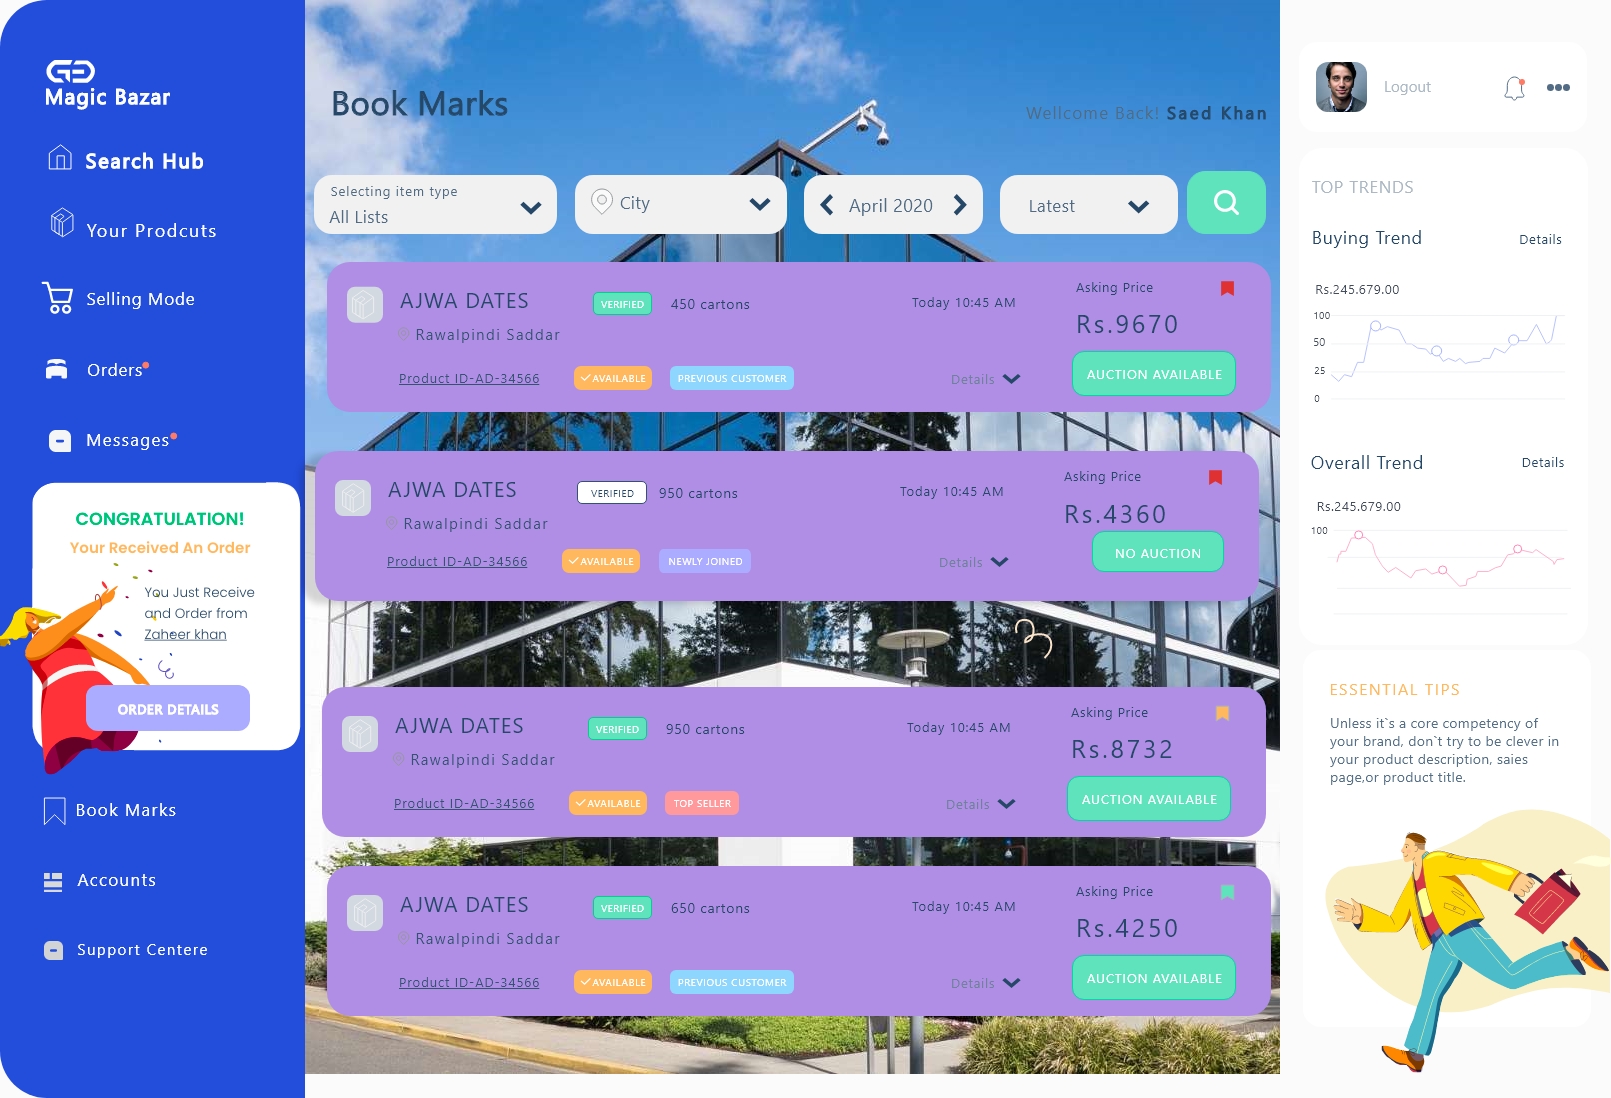 Magic Bazar
Search Hub
Your Prodcuts
Selling Mode
Orders
Messages
CONGRATULATION!
Your Received An Order
You Just Receive
and Order from
Zaheer khan
ORDER DETAILS
Book Marks
Accounts
Support Centere
Book Marks
Wellcome Back! Saed Khan
Selecting item type
All Lists
City
April 2020
Latest
AJWA DATES
VERIFIED
450 cartons
Today 10:45 AM
Asking Price
Rs.9670
Rawalpindi Saddar
Product ID-AD-34566
AVAILABLE
PREVIOUS CUSTOMER
Details
AUCTION AVAILABLE
AJWA DATES
VERIFIED
950 cartons
Today 10:45 AM
Asking Price
Rs.4360
Rawalpindi Saddar
Product ID-AD-34566
AVAILABLE
NEWLY JOINED
Details
NO AUCTION
AJWA DATES
VERIFIED
950 cartons
Today 10:45 AM
Asking Price
Rs.8732
Rawalpindi Saddar
Product ID-AD-34566
AVAILABLE
TOP SELLER
Details
AUCTION AVAILABLE
AJWA DATES
VERIFIED
650 cartons
Today 10:45 AM
Asking Price
Rs.4250
Rawalpindi Saddar
Product ID-AD-34566
AVAILABLE
PREVIOUS CUSTOMER
Details
AUCTION AVAILABLE
Logout
TOP TRENDS
Buying Trend
Details
Rs.245.679.00
100
50
25
0
Overall Trend
Details
Rs.245.679.00
100
ESSENTIAL TIPS
Unless it`s a core competency of
your brand, don`t try to be clever in
your product description, saies
page,or product title.